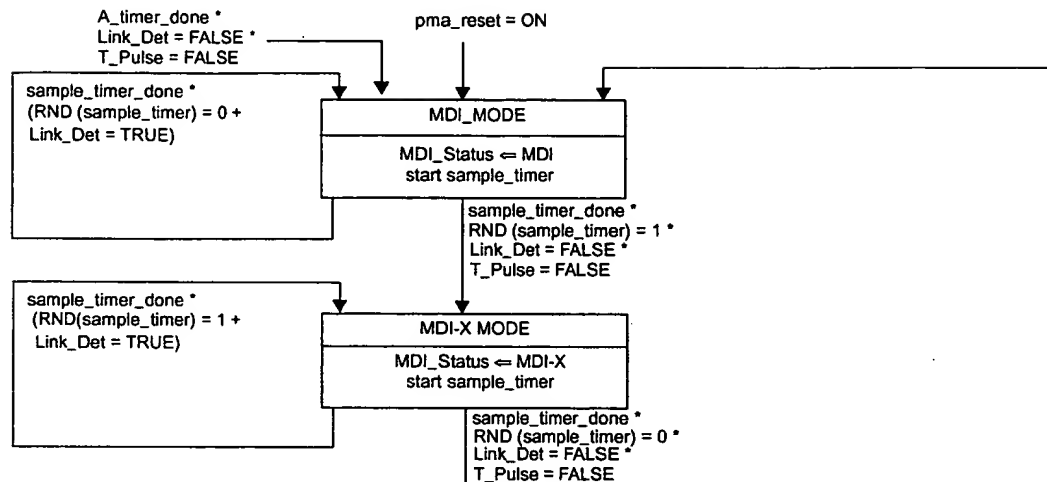 A_timer_done *
Link_Det = FALSE *
T_Pulse = FALSE
pma_reset = ON
sample_timer_done *
(RND (sample_timer) = 0 +
Link_Det = TRUE)
MDI_MODE
MDI_Status ⇐ MDI
start sample_timer
sample_timer_done *
RND (sample_timer) = 1 *
Link_Det = FALSE *
T_Pulse = FALSE
sample_timer_done *
(RND(sample_timer) = 1 +
Link_Det = TRUE)
MDI-X MODE
MDI_Status ⇐ MDI-X
start sample_timer
sample_timer_done *
RND (sample_timer) = 0 *
Link_Det = FALSE *
T_Pulse = FALSE